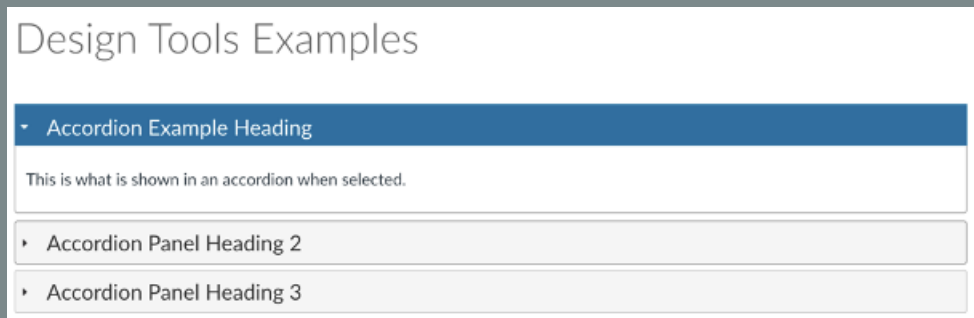 Design Tools Examples
Accordion Example Heading
This is what is shown in an accordion when selected.
Accordion Panel Heading 2
Accordion Panel Heading 3